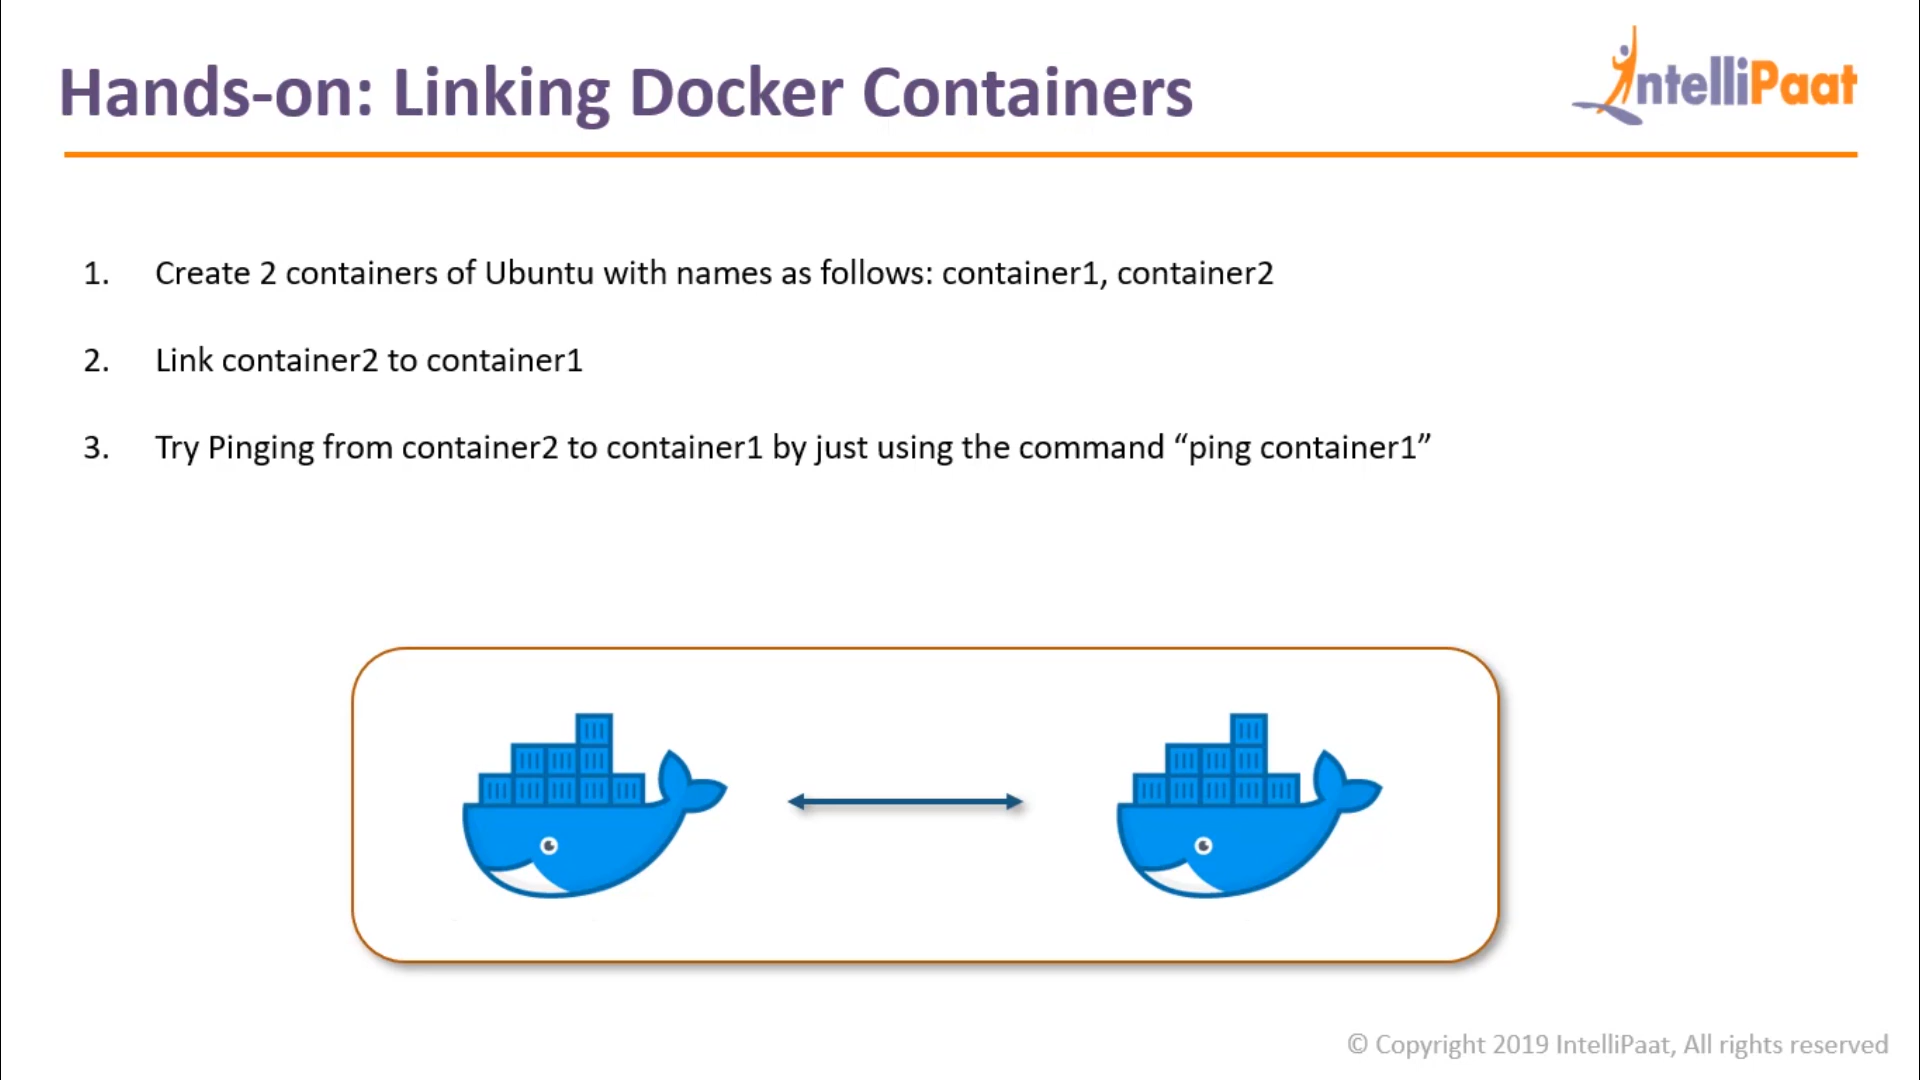 Hands-on: Linking Docker Containers
IntelliPaat
1. Create 2 containers of Ubuntu with names as follows: container1, container2
2. Link container2 to container1
3. Try Pinging from container2 to container1 by just using the command “ping container1”
© Copyright 2019 IntelliPaat, All rights reserved